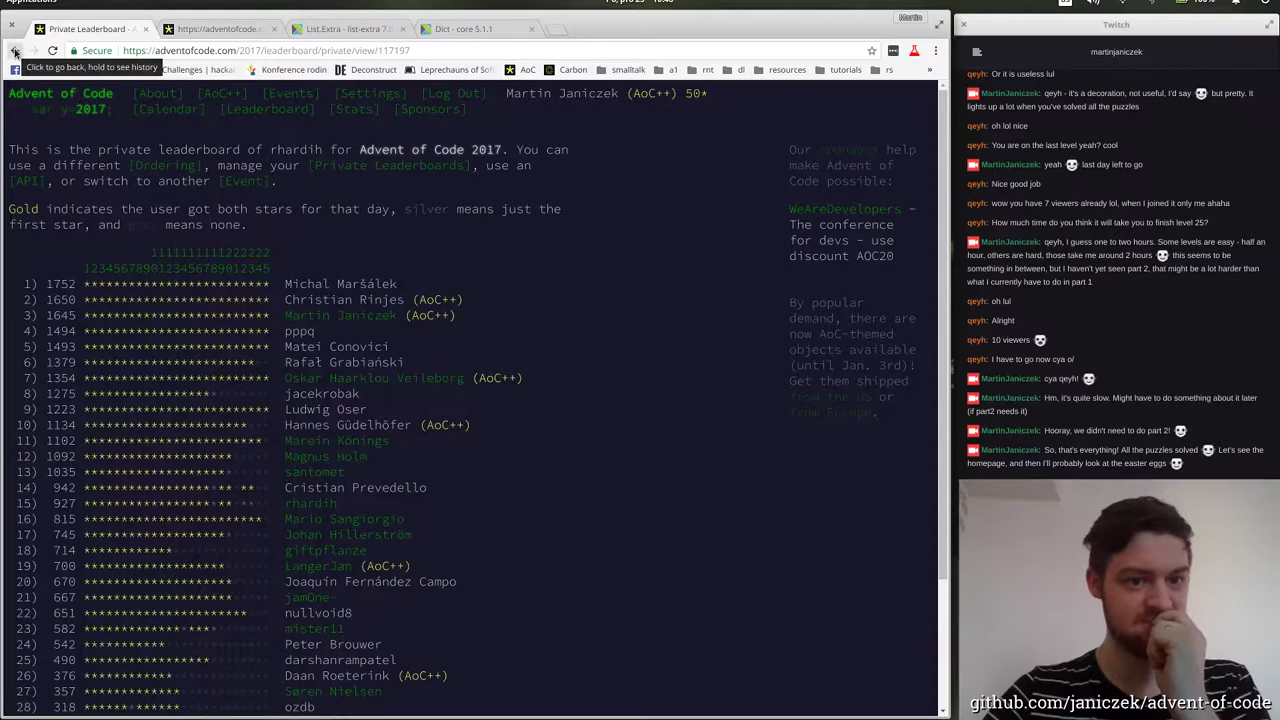 Martin
Private Leaderboard - A
https://adventofcode.co
List.Extra - list-extra 7.0
Dict - core 5.1.1
Secure
https://adventofcode.com/2017/leaderboard/private/view/117197
Click to go back, hold to see history
Challenges | hackat
Konference rodin
Deconstruct
Leprechauns of Soft
AoC
Carbon
smalltalk
a1
rnt
dl
resources
tutorials
rs
»
Advent of Code [About] [AoC++] [Events] [Settings] [Log Out] Martin Janiczek (AoC++) 50*
var y=2017; [Calendar] [Leaderboard] [Stats] [Sponsors]
This is the private leaderboard of rhardih for Advent of Code 2017. You can
use a different [Ordering], manage your [Private Leaderboards], use an
[API], or switch to another [Event].
Gold indicates the user got both stars for that day, silver means just the
first star, and gray means none.
1111111111222222
1234567890123456789012345
1) 1752 ************************* Michal Maršálek
2) 1650 ************************* Christian Rinjes (AoC++)
3) 1645 ************************* Martin Janiczek (AoC++)
4) 1494 ************************* pppq
5) 1493 ************************* Matei Conovici
6) 1379 Rafał Grabiański
7) 1354 ************************* Oskar Haarklou Veileborg (AoC++)
8) 1275 jacekrobak
9) 1223 ************************* Ludwig Oser
10) 1134 ************************* Hannes Güdelhöfer (AoC++)
11) 1102 ************************* Marein Könings
12) 1092 Magnus Holm
13) 1035 santomet
14) 942 Cristian Prevedello
15) 927 rhardih
16) 815 ************************ Mario Sangiorgio
17) 745 Johan Hillerström
18) 714 giftpflanze
19) 700 LangerJan (AoC++)
20) 670 Joaquín Fernández Campo
21) 667 jamOne-
22) 651 nullvoid8
23) 582 mister11
24) 542 Peter Brouwer
25) 490 darshanrampatel
26) 376 Daan Roeterink (AoC++)
27) 357 Søren Nielsen
28) 318 ozdb
Our sponsors help
make Advent of
Code possible:
WeAreDevelopers –
The conference
for devs – use
discount AOC20
By popular
demand, there are
now AoC-themed
objects available
(until Jan. 3rd)!
Get them shipped
from the US or
from Europe.
Twitch
martinjaniczek
qeyh: Or it is useless lul
MartinJaniczek: qeyh - it's a decoration, not useful, I'd say but pretty. It
lights up a lot when you've solved all the puzzles
qeyh: oh lol nice
qeyh: You are on the last level yeah? cool
MartinJaniczek: yeah last day left to go
qeyh: Nice good job
qeyh: wow you have 7 viewers already lol, when I joined it only me ahaha
qeyh: How much time do you think it will take you to finish level 25?
MartinJaniczek: qeyh, I guess one to two hours. Some levels are easy - half an
hour, others are hard, those take me around 2 hours this seems to be
something in between, but I haven't yet seen part 2, that might be a lot harder than
what I currently have to do in part 1
qeyh: oh lul
qeyh: Alright
qeyh: 10 viewers
qeyh: I have to go now cya o/
MartinJaniczek: cya qeyh!
MartinJaniczek: Hm, it's quite slow. Might have to do something about it later
(if part2 needs it)
MartinJaniczek: Hooray, we didn't need to do part 2!
MartinJaniczek: So, that's everything! All the puzzles solved Let's see the
homepage, and then I'll probably look at the easter eggs
github.com/janiczek/advent-of-code